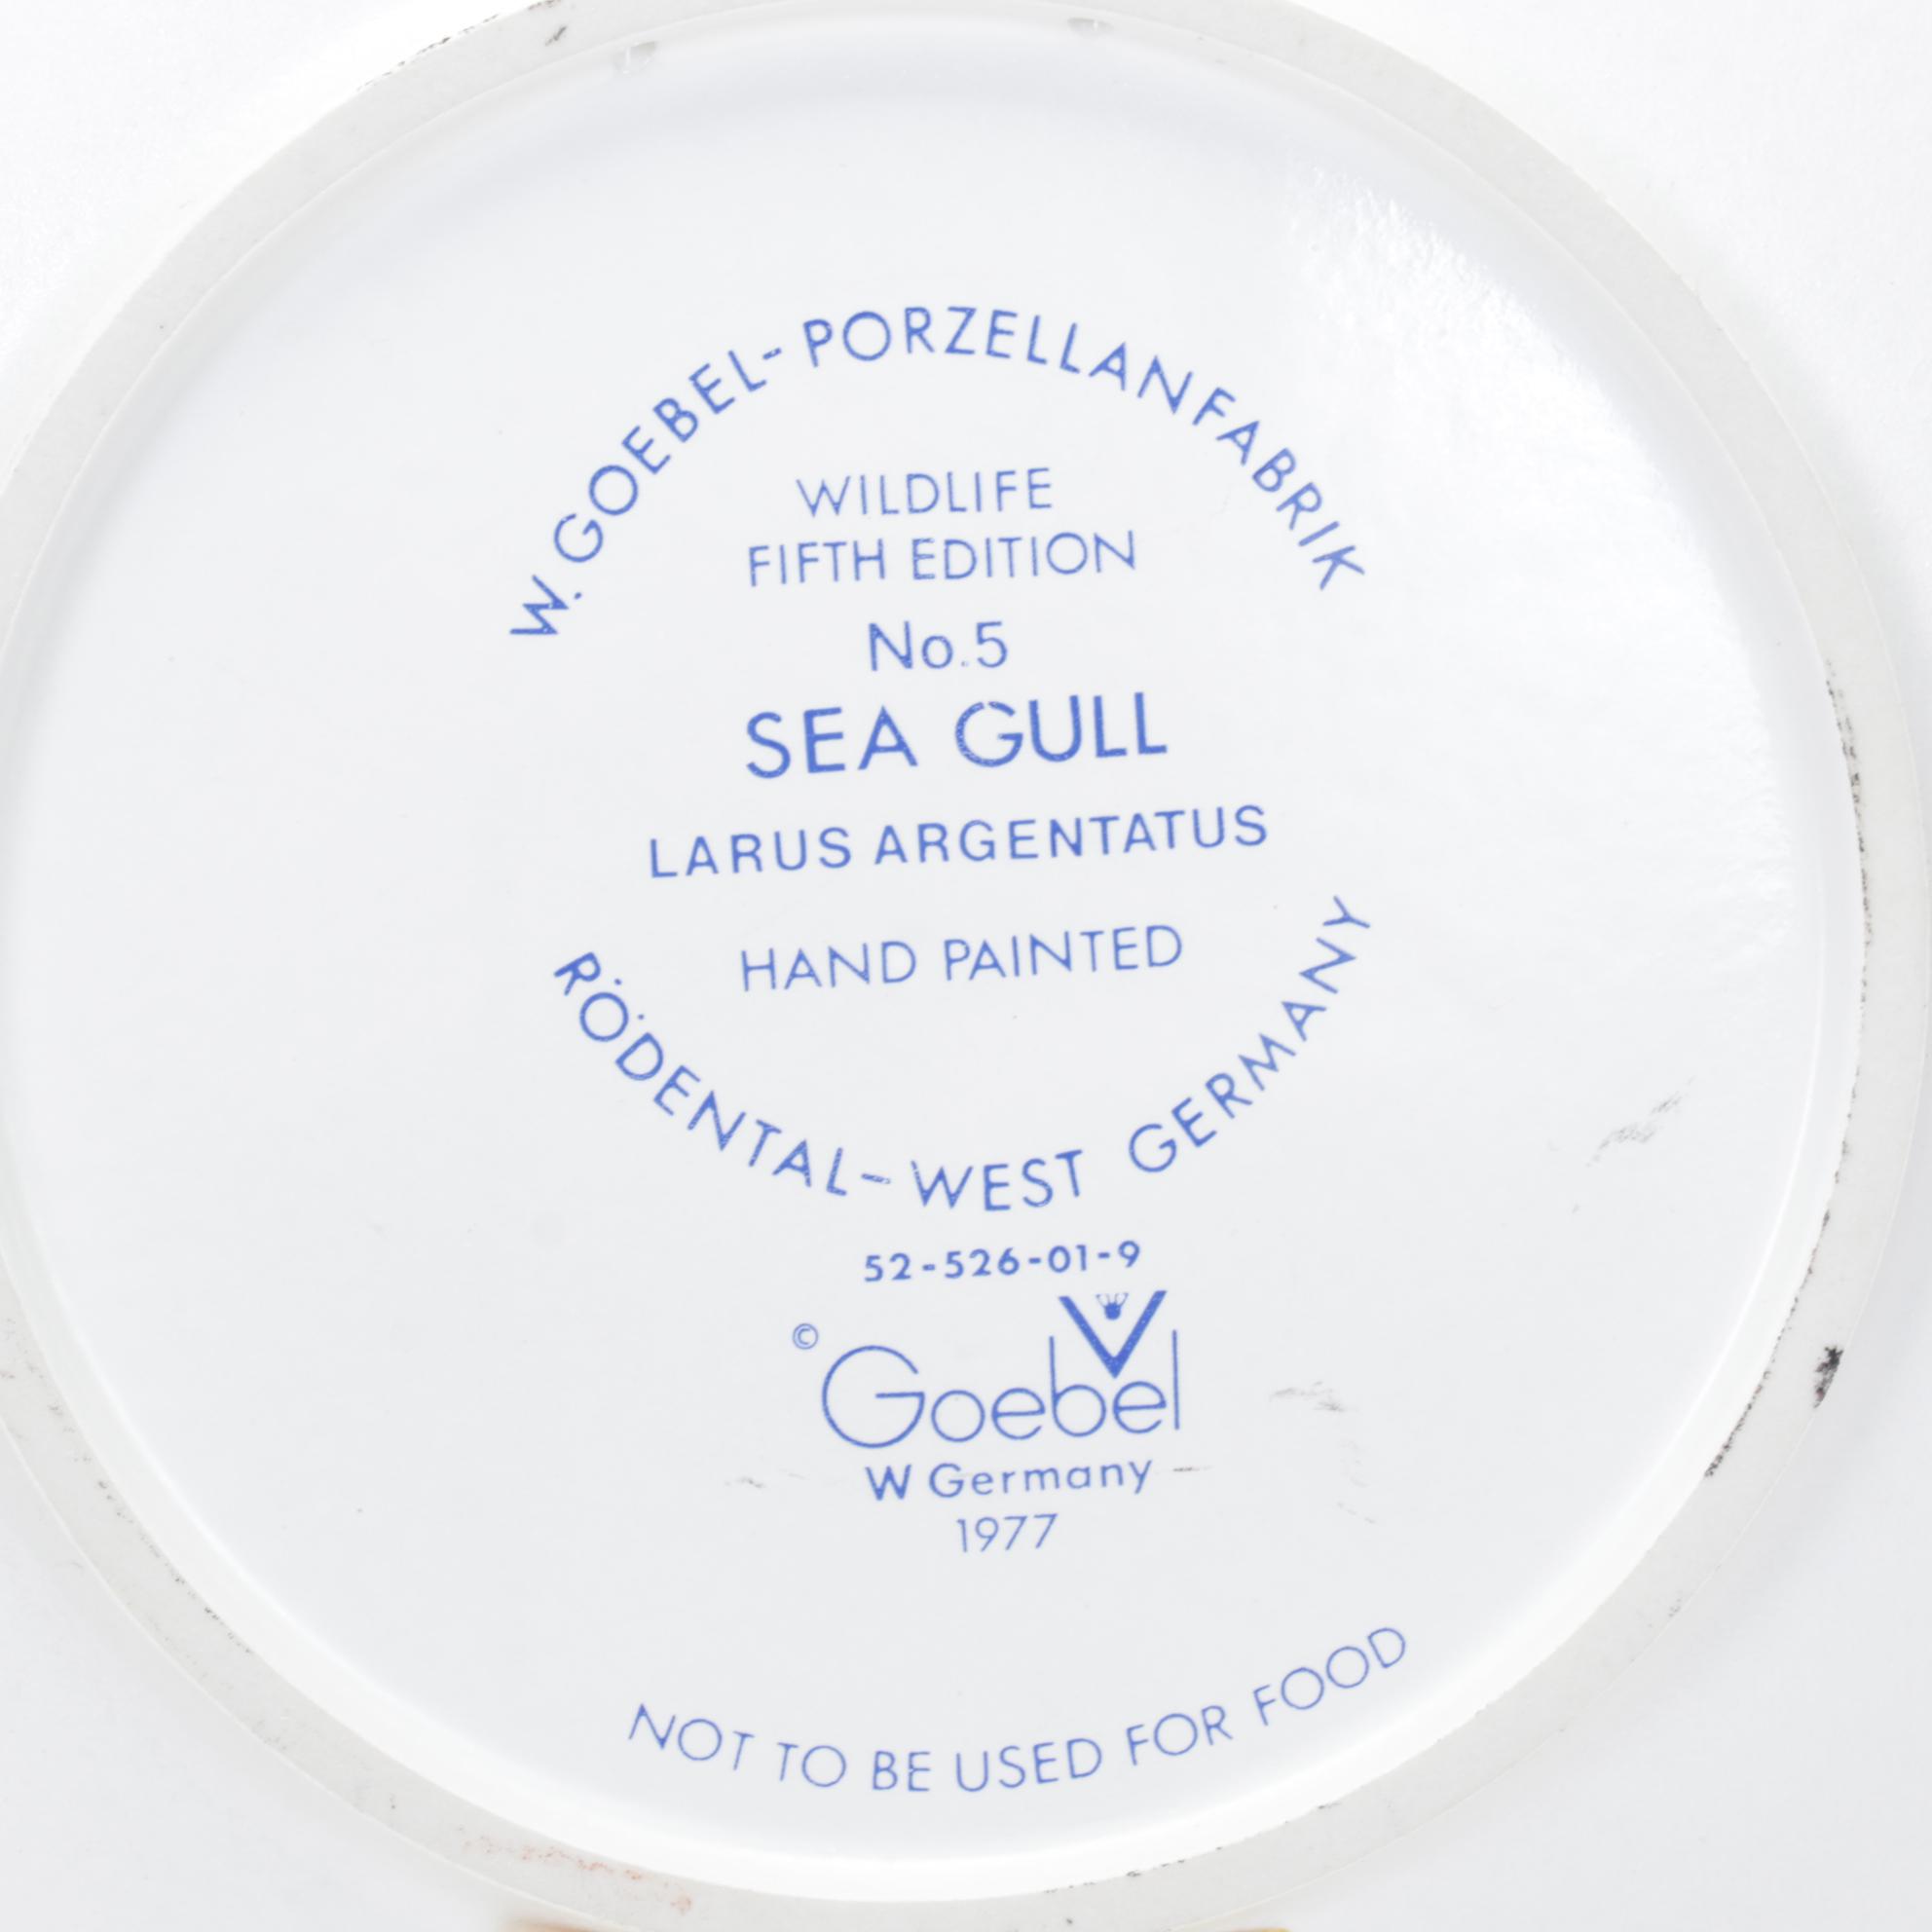 W. GOEBEL-PORZELLANFABRIK
WILDLIFE
FIFTH EDITION
No.5
SEA GULL
LARUS ARGENTATUS
HAND PAINTED
RÖDENTAL-WEST GERMANY
52-526-01-9
© Goebel
W Germany
1977
NOT TO BE USED FOR FOOD